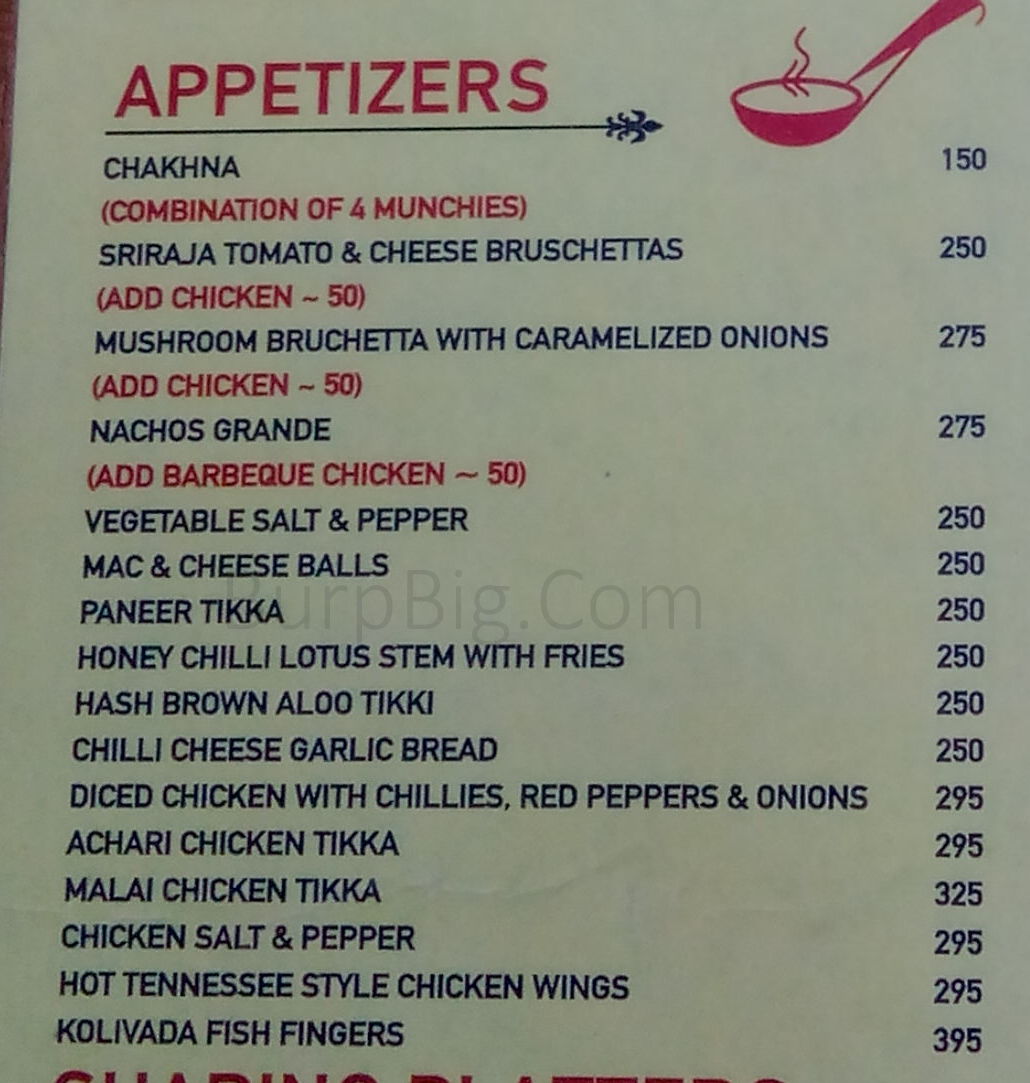 APPETIZERS
CHAKHNA 150
(COMBINATION OF 4 MUNCHIES)
SRIRAJA TOMATO & CHEESE BRUSCHETTAS 250
(ADD CHICKEN ~ 50)
MUSHROOM BRUCHETTA WITH CARAMELIZED ONIONS 275
(ADD CHICKEN ~ 50)
NACHOS GRANDE 275
(ADD BARBEQUE CHICKEN ~ 50)
VEGETABLE SALT & PEPPER 250
MAC & CHEESE BALLS 250
BurpBig.Com
PANEER TIKKA 250
HONEY CHILLI LOTUS STEM WITH FRIES 250
HASH BROWN ALOO TIKKI 250
CHILLI CHEESE GARLIC BREAD 250
DICED CHICKEN WITH CHILLIES, RED PEPPERS & ONIONS 295
ACHARI CHICKEN TIKKA 295
MALAI CHICKEN TIKKA 325
CHICKEN SALT & PEPPER 295
HOT TENNESSEE STYLE CHICKEN WINGS 295
KOLIVADA FISH FINGERS 395
SHARING PLATTERS